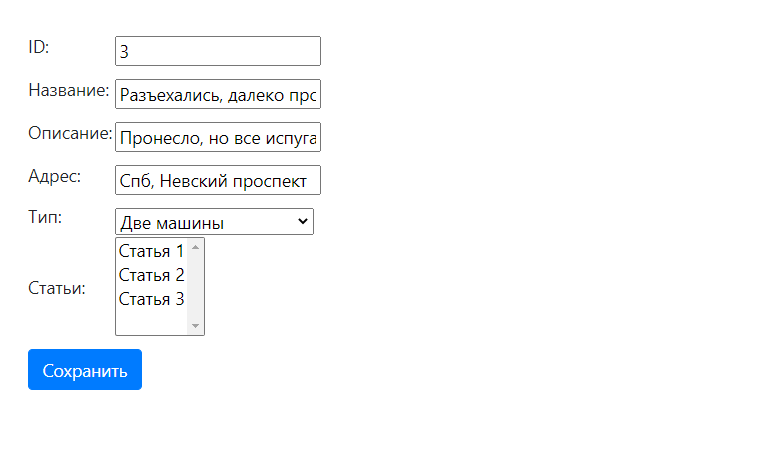 ID: 3
Название: Разъехались, далеко про
Описание: Пронесло, но все испуга
Адрес: Спб, Невский проспект
Тип: Две машины
Статья 1
Статья 2
Статьи:
Статья 3
Сохранить